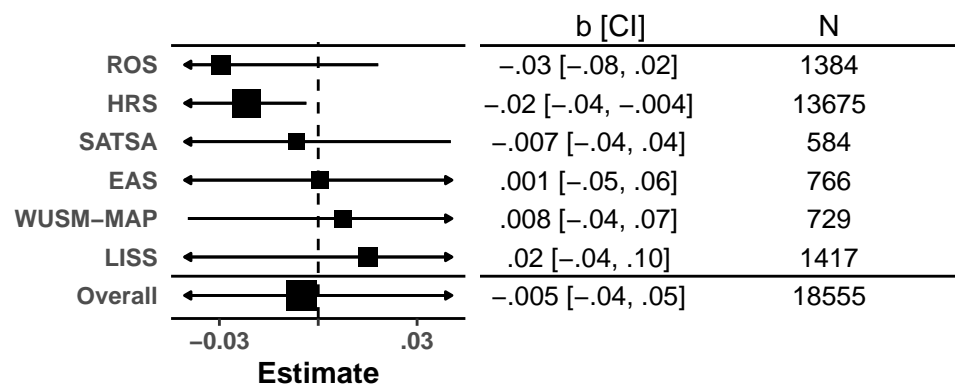 b [CI] N
ROS −.03 [−.08, .02] 1384
HRS −.02 [−.04, −.004] 13675
SATSA −.007 [−.04, .04] 584
EAS .001 [−.05, .06] 766
WUSM−MAP .008 [−.04, .07] 729
LISS .02 [−.04, .10] 1417
Overall −.005 [−.04, .05] 18555
−0.03 .03
Estimate